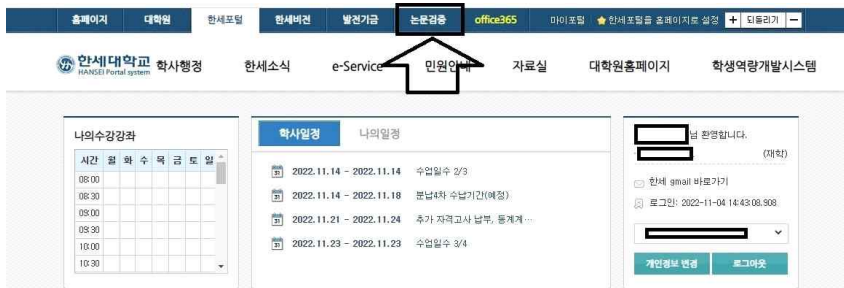 홈페이지 대학원 한세포털 한세비전 발전기금 논문검증 office365 마이포털 한세포털을 홈페이지로 설정 + 되돌리기 -
한세대학교 HANSEI Portal system 학사행정 한세소식 e-Service 민원안내 자료실 대학원홈페이지 학생역량개발시스템
나의수강강좌
시간 월 화 수 목 금 토 일
08:00
08:30
09:00
09:30
10:00
10:30
학사일정 나의일정
31 2022.11.14 - 2022.11.14 수업일수 2/3
31 2022.11.14 - 2022.11.18 분납4차 수납기간(예정)
31 2022.11.21 - 2022.11.24 추가 자격고사 납부, 통계계…
31 2022.11.23 - 2022.11.23 수업일수 3/4
님 환영합니다.
(재학)
한세 gmail 바로가기
로그인: 2022-11-04 14:43:08.908
개인정보 변경 로그아웃